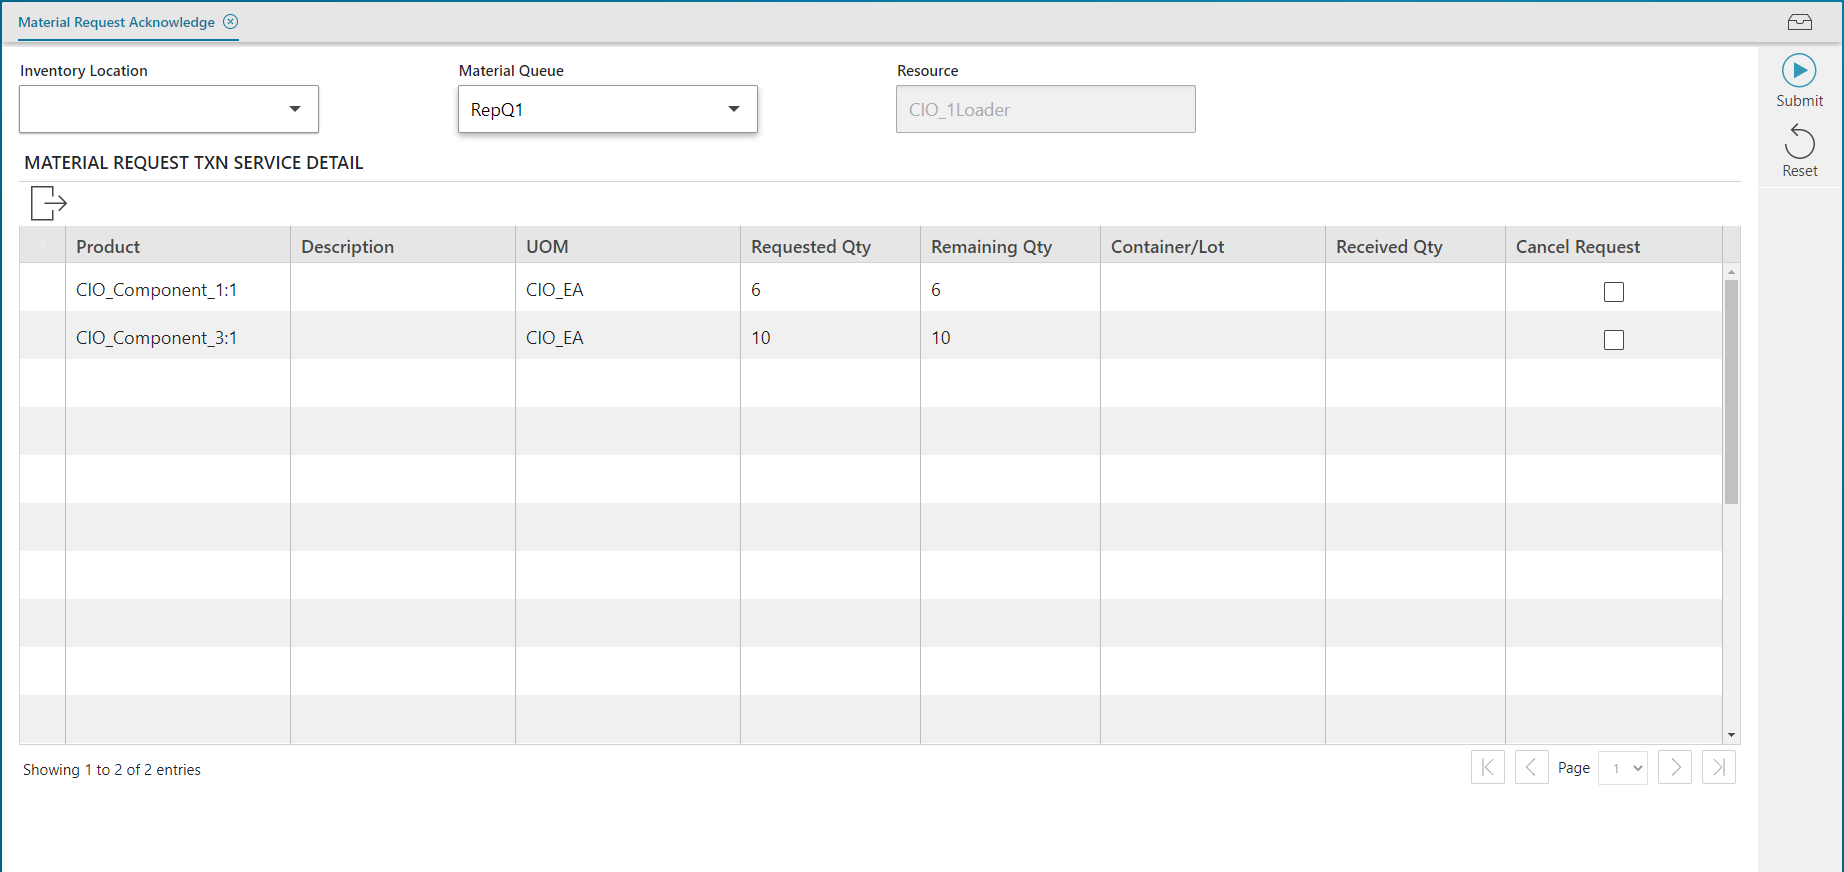 Material Request Acknowledge
Inventory Location
Material Queue
Resource
RepQ1
CIO_1Loader
Submit
Reset
MATERIAL REQUEST TXN SERVICE DETAIL
Product Description UOM Requested Qty Remaining Qty Container/Lot Received Qty Cancel Request
CIO_Component_1:1 CIO_EA 6 6
CIO_Component_3:1 CIO_EA 10 10
Showing 1 to 2 of 2 entries
Page 1